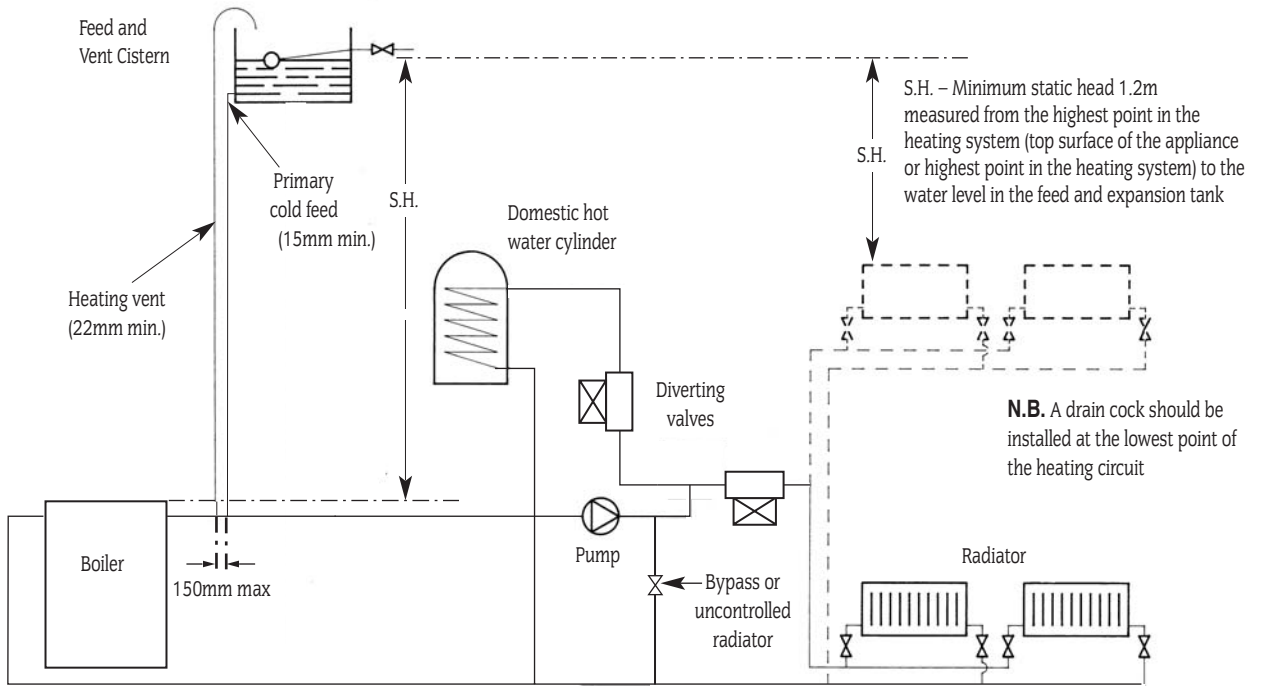 Feed and
Vent Cistern
S.H. – Minimum static head 1.2m
measured from the highest point in the
heating system (top surface of the appliance
or highest point in the heating system) to the
water level in the feed and expansion tank
S.H.
Primary
cold feed
(15mm min.)
S.H.
Domestic hot
water cylinder
Heating vent
(22mm min.)
Diverting
valves
N.B. A drain cock should be
installed at the lowest point of
the heating circuit
Boiler
Pump
Radiator
150mm max
Bypass or
uncontrolled
radiator